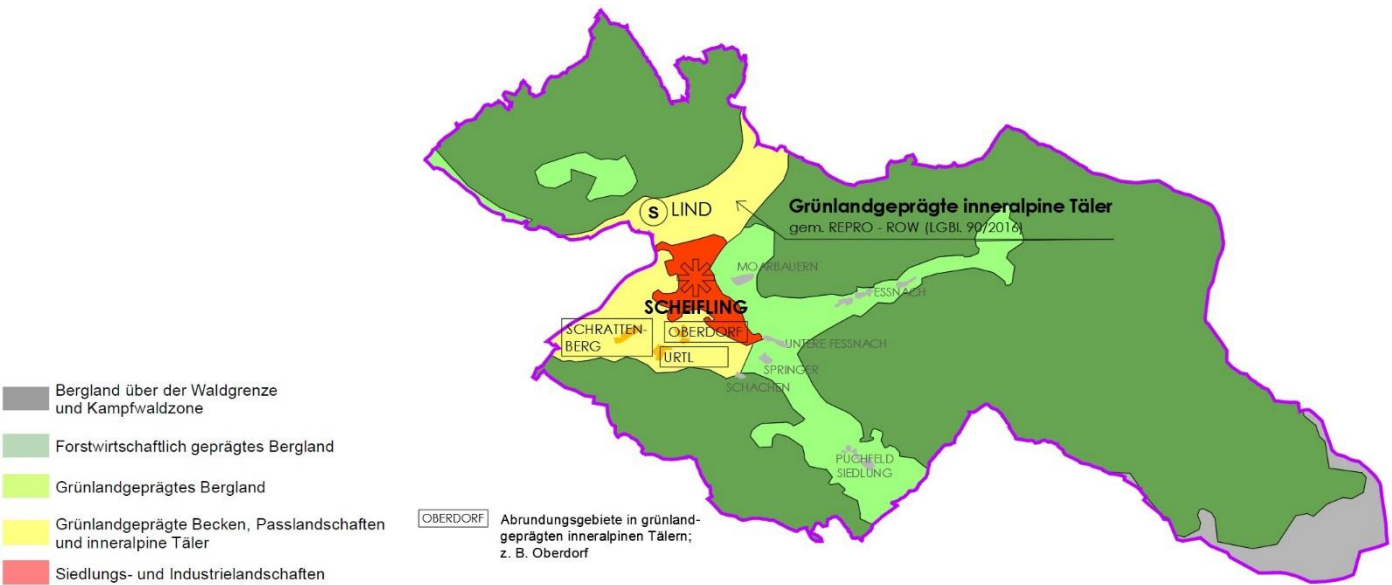 S LIND
Grünlandgeprägte inneralpine Täler
gem. REPRO - ROW (LGBl. 90/2016)
MOARBAUERN
FESSNACH
SCHEIFLING
SCHRATTEN-
BERG
OBERDORF
URTL
UNTERE FESSNACH
SPRINGER
SCHACHEN
PUCHFELD
SIEDLUNG
Bergland über der Waldgrenze
und Kampfwaldzone
Forstwirtschaftlich geprägtes Bergland
Grünlandgeprägtes Bergland
Grünlandgeprägte Becken, Passlandschaften
und inneralpine Täler
Siedlungs- und Industrielandschaften
OBERDORF
Abrundungsgebiete in grünland-
geprägten inneralpinen Tälern;
z. B. Oberdorf